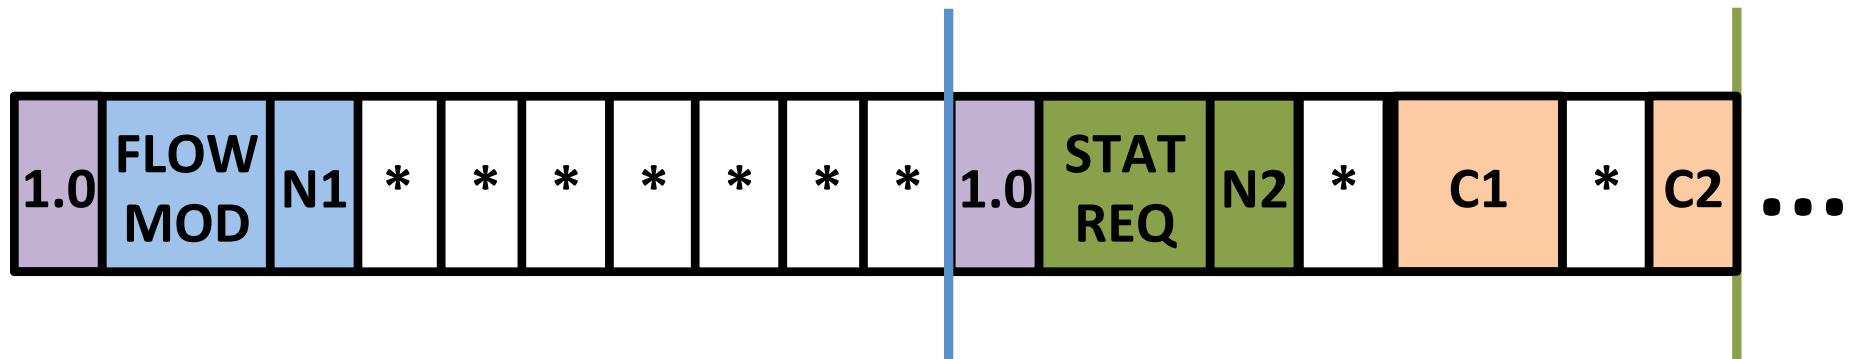 1.0 FLOW MOD N1 * * * * * * * 1.0 STAT REQ N2 * C1 * C2 ...